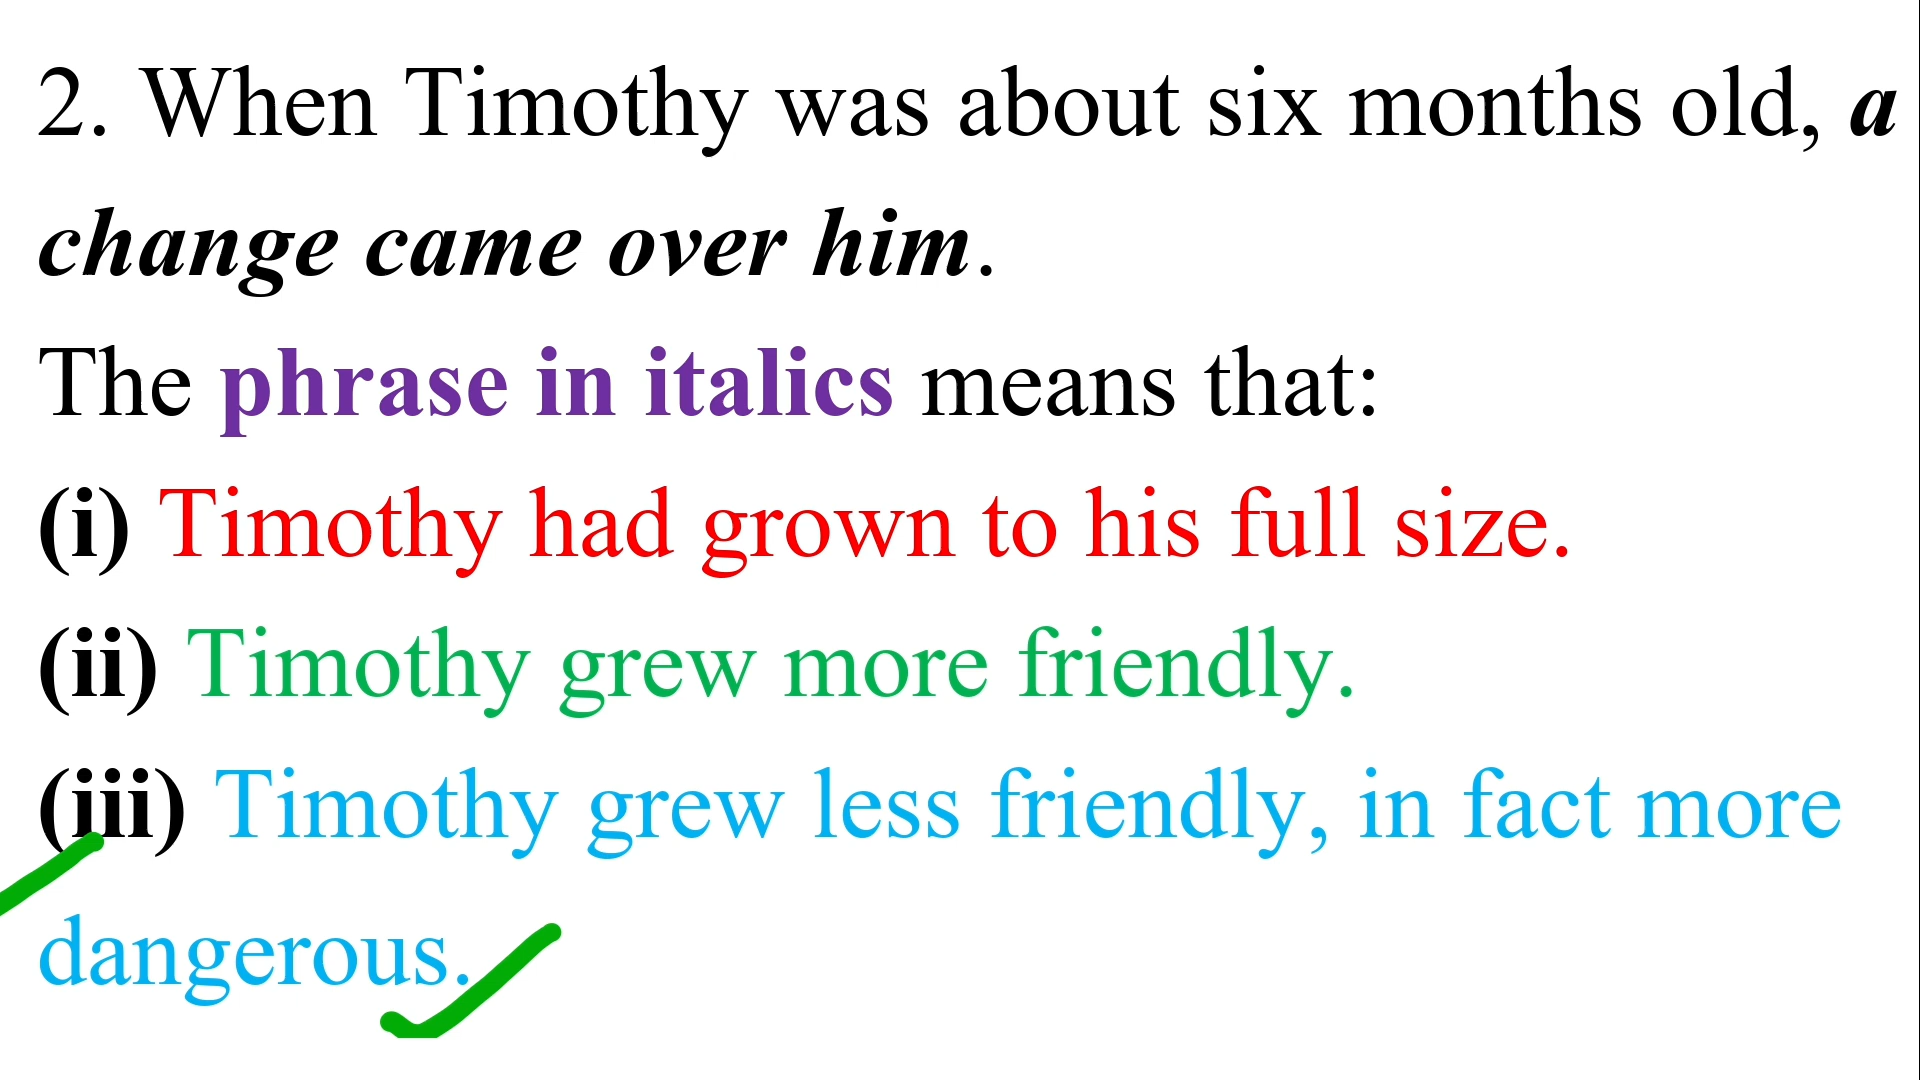 2. When Timothy was about six months old, a
change came over him.
The phrase in italics means that:
(i) Timothy had grown to his full size.
(ii) Timothy grew more friendly.
(iii) Timothy grew less friendly, in fact more
dangerous.